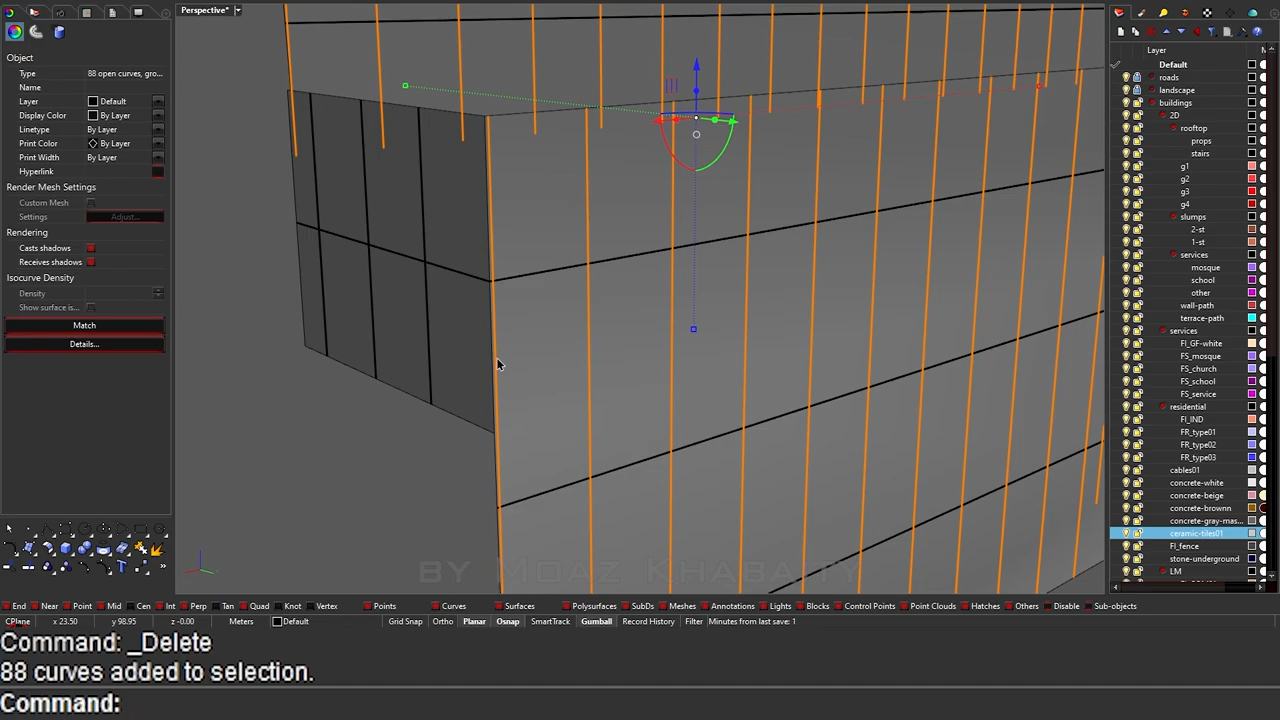 Perspective*
Object
Type 88 open curves, gro...
Name
Layer Default
Display Color By Layer
Linetype By Layer
Print Color By Layer
Print Width By Layer
Hyperlink
Render Mesh Settings
Custom Mesh
Settings Adjust...
Rendering
Casts shadows
Receives shadows
Isocurve Density
Density
Show surface is...
Match
Details...
Layer
Default
roads
landscape
buildings
2D
rooftop
props
stairs
g1
g2
g3
g4
slumps
2-st
1-st
services
mosque
school
other
wall-path
terrace-path
services
FI_GF-white
FS_mosque
FS_church
FS_school
FS_service
residential
FI_IND
FR_type01
FR_type02
FR_type03
cables01
concrete-white
concrete-beige
concrete-brownn
concrete-gray-mas...
ceramic-tiles01
FI_fence
stone-underground
LM
End Near Point Mid Cen Int Perp Tan Quad Knot Vertex Points Curves Surfaces Polysurfaces SubDs Meshes Annotations Lights Blocks Control Points Point Clouds Hatches Others Disable Sub-objects
CPlane x 23.50 y 98.95 z -0.00 Meters Default Grid Snap Ortho Planar Osnap SmartTrack Gumball Record History Filter Minutes from last save: 1
Command: _Delete
88 curves added to selection.
Command: